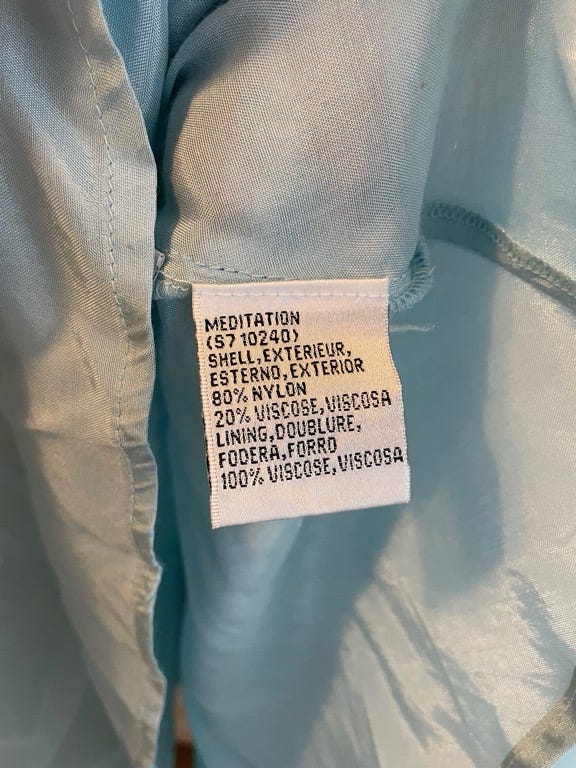 MEDITATION
(S7 10240)
SHELL,EXTERIEUR,
ESTERNO,EXTERIOR
80% NYLON
20% VISCOSE,VISCOSA
LINING,DOUBLURE,
FODERA,FORRO
100% VISCOSE,VISCOSA